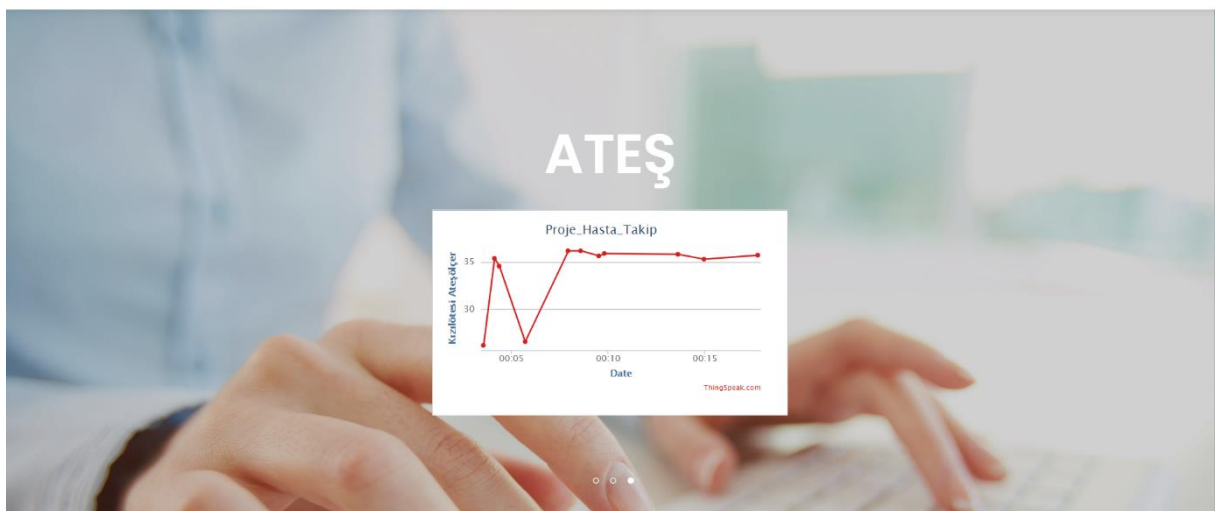 ATEŞ
Proje_Hasta_Takip
Kızılötesi Ateşölçer
35
30
00:05 00:10 00:15
Date
ThingSpeak.com